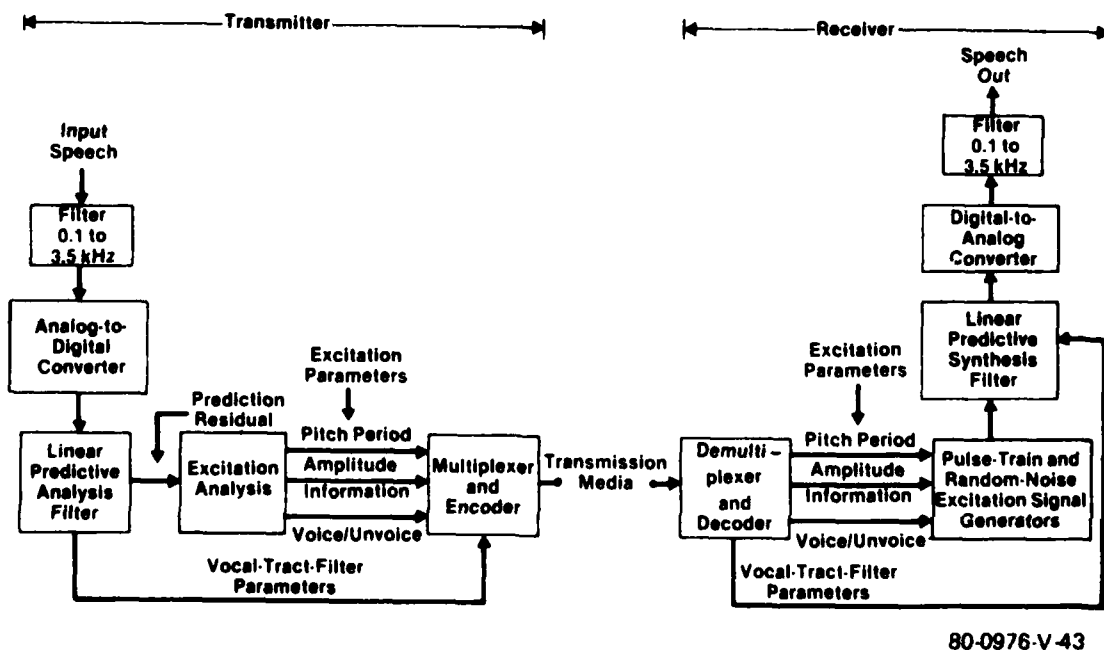 Transmitter
Receiver
Input
Speech
Filter
0.1 to
3.5 kHz
Analog-to-
Digital
Converter
Linear
Predictive
Analysis
Filter
Prediction
Residual
Excitation
Analysis
Excitation
Parameters
Pitch Period
Amplitude
Information
Voice/Unvoice
Vocal-Tract-Filter
Parameters
Multiplexer
and
Encoder
Transmission
Media
Demulti-
plexer
and
Decoder
Excitation
Parameters
Pitch Period
Amplitude
Information
Voice/Unvoice
Vocal-Tract-Filter
Parameters
Pulse-Train and
Random-Noise
Excitation Signal
Generators
Linear
Predictive
Synthesis
Filter
Digital-to-
Analog
Converter
Filter
0.1 to
3.5 kHz
Speech
Out
80-0976-V-43